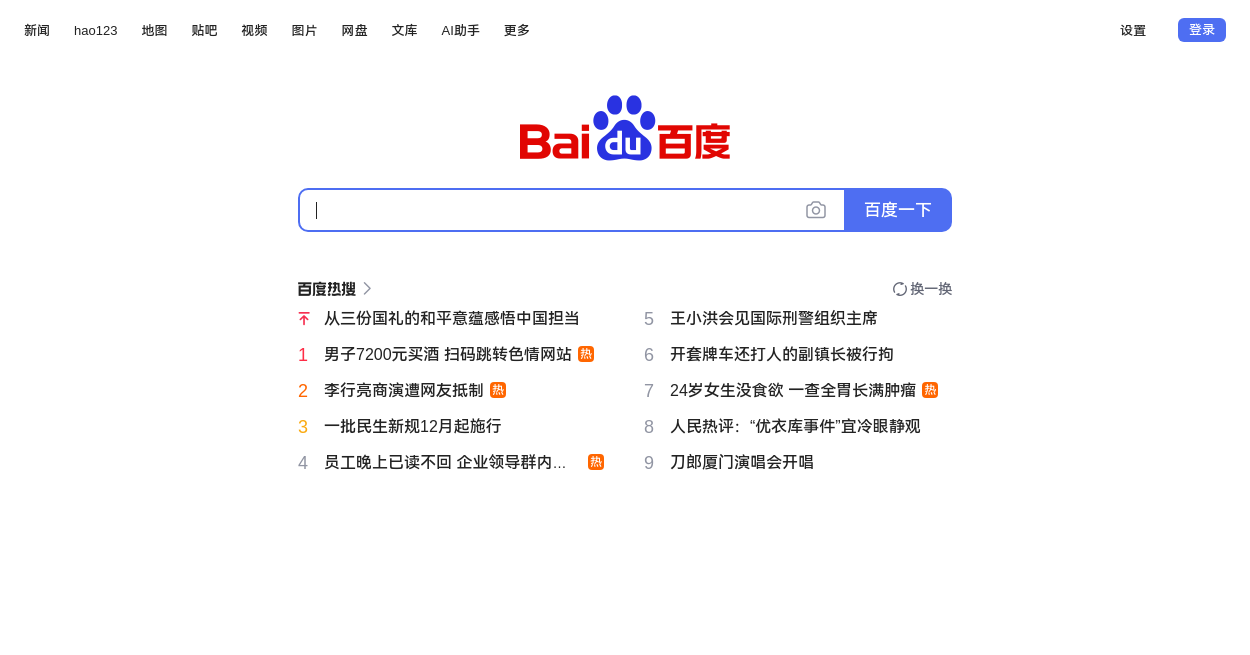 新闻 hao123 地图 贴吧 视频 图片 网盘 文库 AI助手 更多 设置 登录
Bai du 百度
百度一下
百度热搜 换一换
从三份国礼的和平意蕴感悟中国担当
1 男子7200元买酒 扫码跳转色情网站 热
2 李行亮商演遭网友抵制 热
3 一批民生新规12月起施行
4 员工晚上已读不回 企业领导群内... 热
5 王小洪会见国际刑警组织主席
6 开套牌车还打人的副镇长被行拘
7 24岁女生没食欲 一查全胃长满肿瘤 热
8 人民热评：“优衣库事件”宜冷眼静观
9 刀郎厦门演唱会开唱